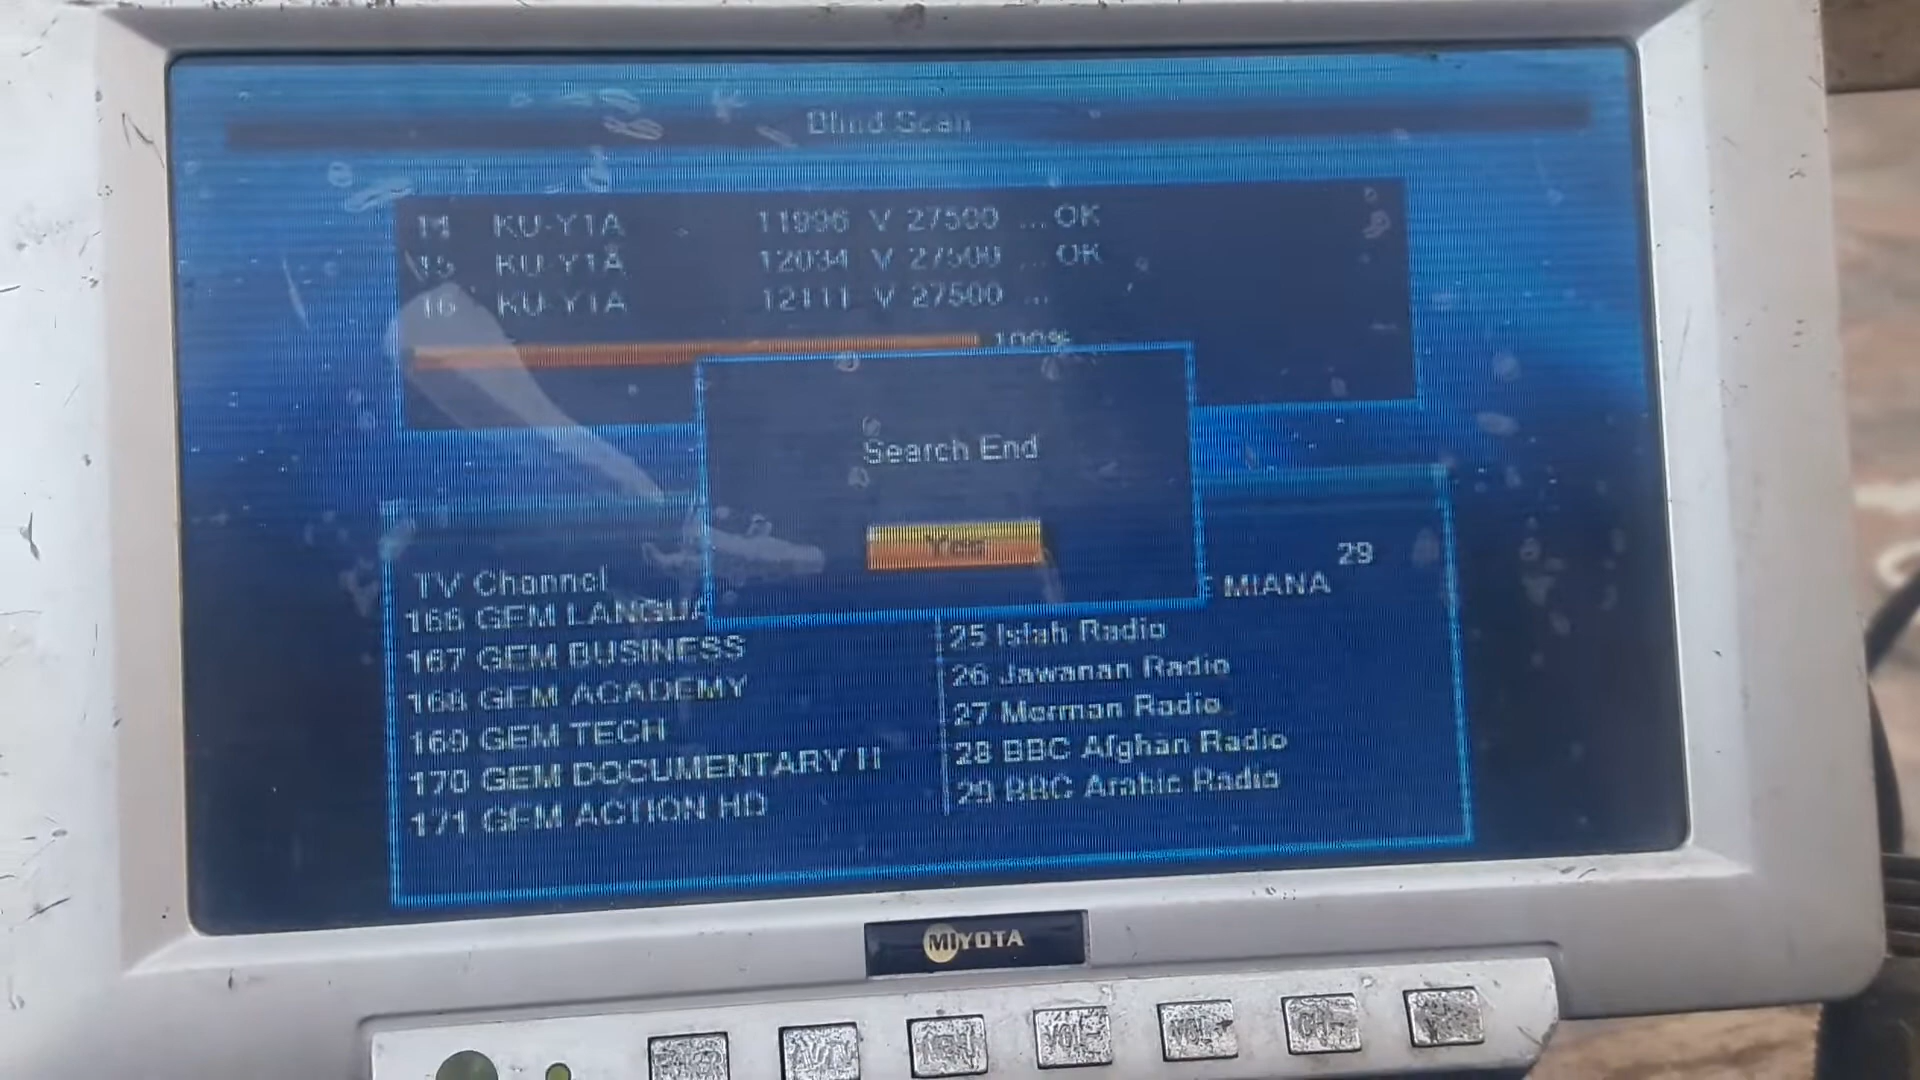 Blind Scan
14 KU-Y1A 11996 V 27500 ... OK
15 KU-Y1A 12034 V 27500 ... OK
16 KU-Y1A 12111 V 27500 ...
100%
Search End
Yes
TV Channel
29
166 GEM LANGUA
167 GEM BUSINESS
168 GEM ACADEMY
169 GEM TECH
170 GEM DOCUMENTARY H
171 GEM ACTION HD
MIANA
25 Islah Radio
26 Jawanan Radio
27 Merman Radio
28 BBC Afghan Radio
29 BBC Arabic Radio
MIYOTA